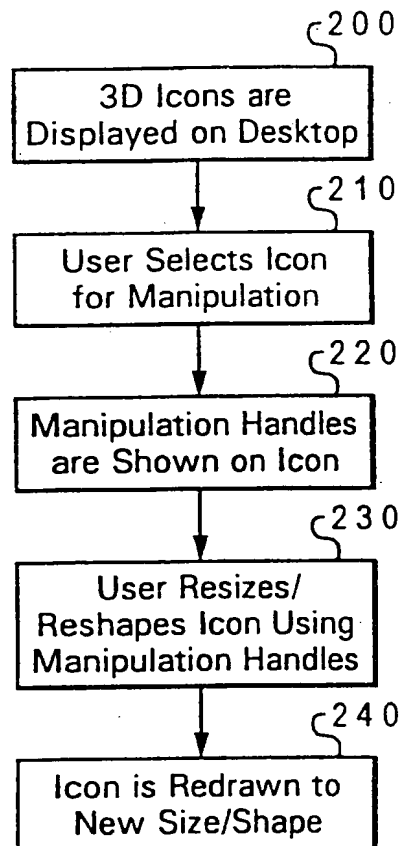 200
3D Icons are
Displayed on Desktop
210
User Selects Icon
for Manipulation
220
Manipulation Handles
are Shown on Icon
230
User Resizes/
Reshapes Icon Using
Manipulation Handles
240
Icon is Redrawn to
New Size/Shape